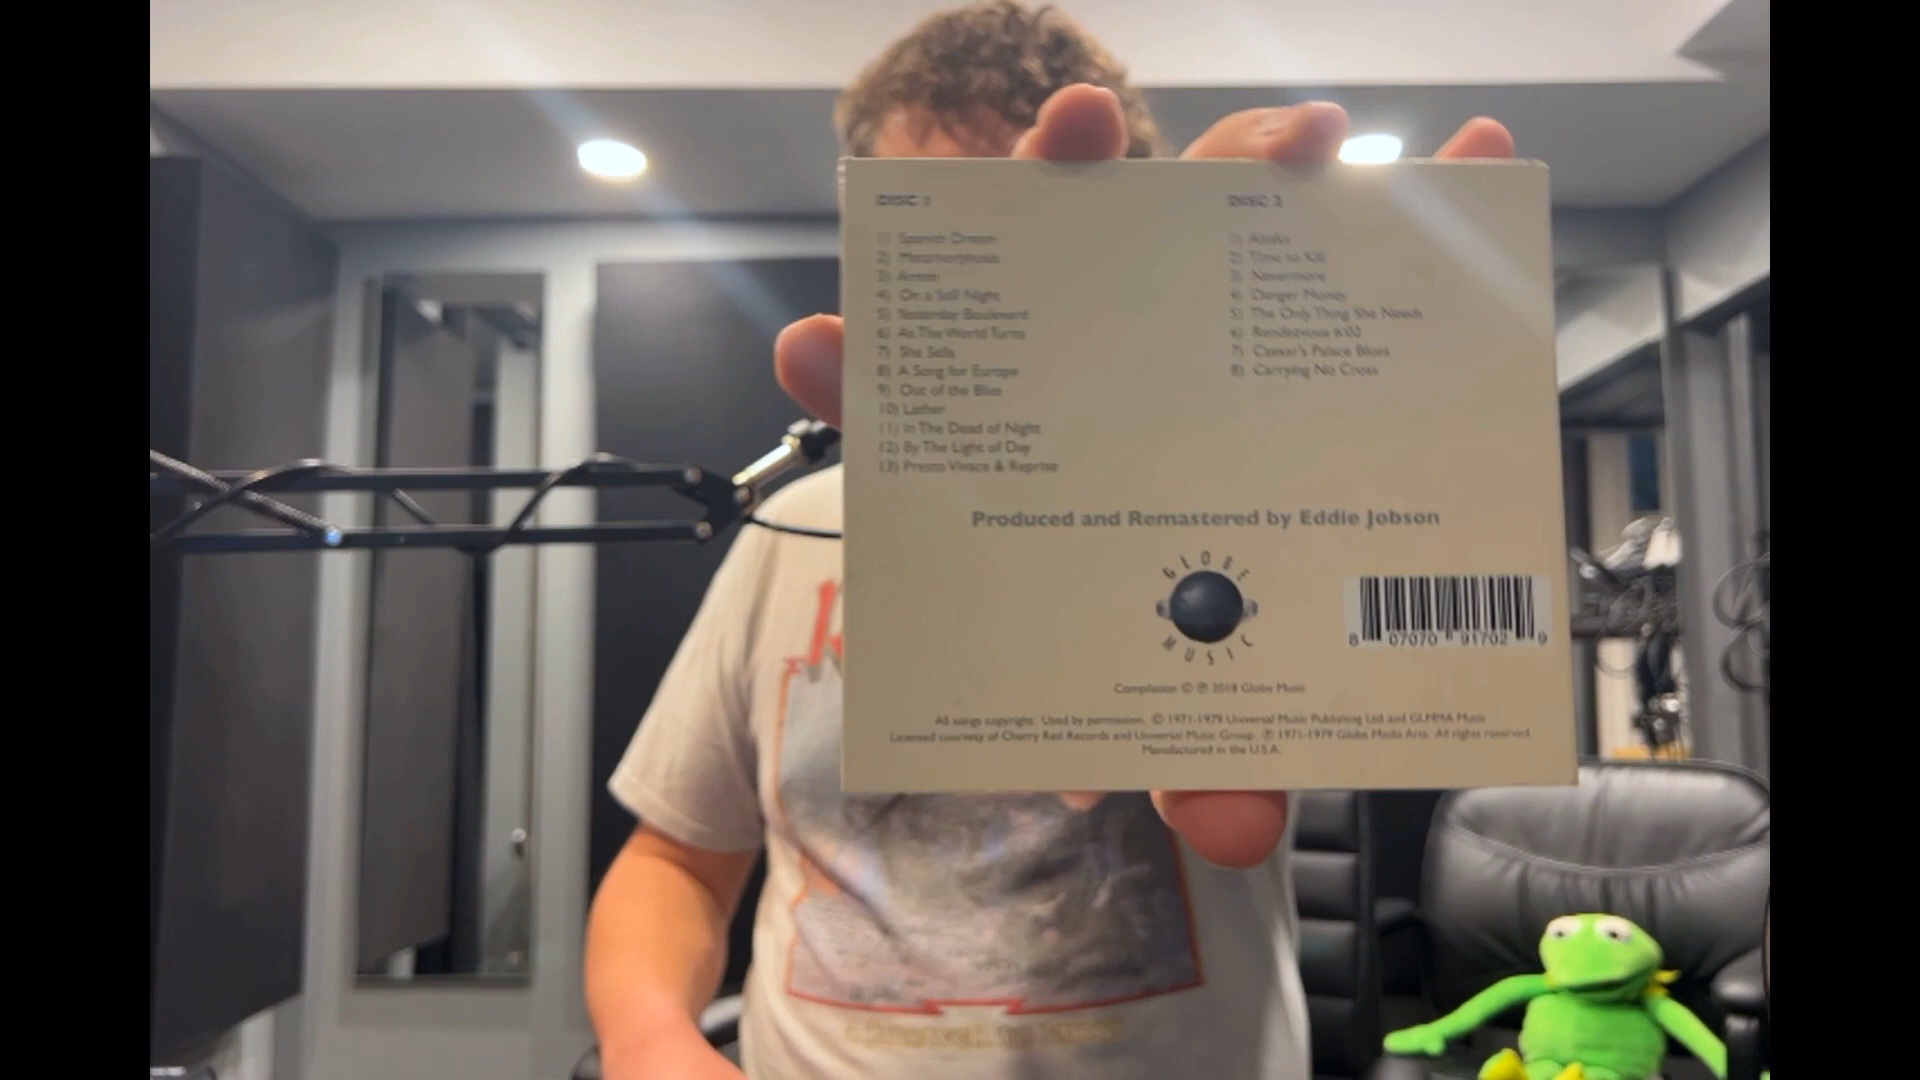 DISC 1
1) Spanish Dream
2) Metamorphosis
3) Armin
4) On a Still Night
5) Yesterday Boulevard
6) As The World Turns
7) She Sells
8) A Song for Europe
9) Out of the Blue
10) Läther
11) In The Dead of Night
12) By The Light of Day
13) Presto Vivace & Reprise
DISC 2
1) Alaska
2) Time to Kill
3) Nevermore
4) Danger Money
5) The Only Thing She Needs
6) Rendezvous 6:02
7) Caesar's Palace Blues
8) Carrying No Cross
Produced and Remastered by Eddie Jobson
GLOBE
MUSIC
8 07070 91702 9
Compilation © ℗ 2018 Globe Music
All songs copyright. Used by permission. © 1971-1979 Universal Music Publishing Ltd and GLFRMA Music
Licensed courtesy of Cherry Red Records and Universal Music Group. ℗ 1971-1979 Globe Media Arts. All rights reserved
Manufactured in the U.S.A.